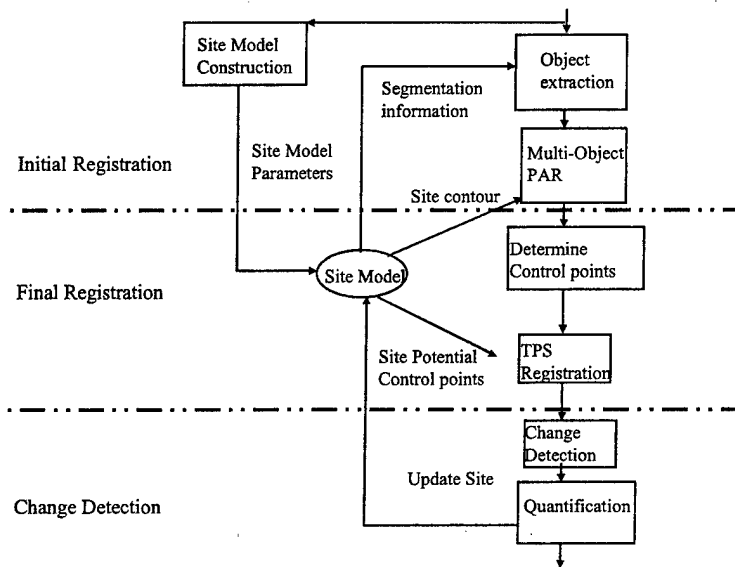 Site Model
Construction
Object
extraction
Segmentation
information
Initial Registration
Site Model
Parameters
Multi-Object
PAR
Site contour
Final Registration
Site Model
Determine
Control points
Site Potential
Control points
TPS
Registration
Change Detection
Update Site
Change
Detection
Quantification